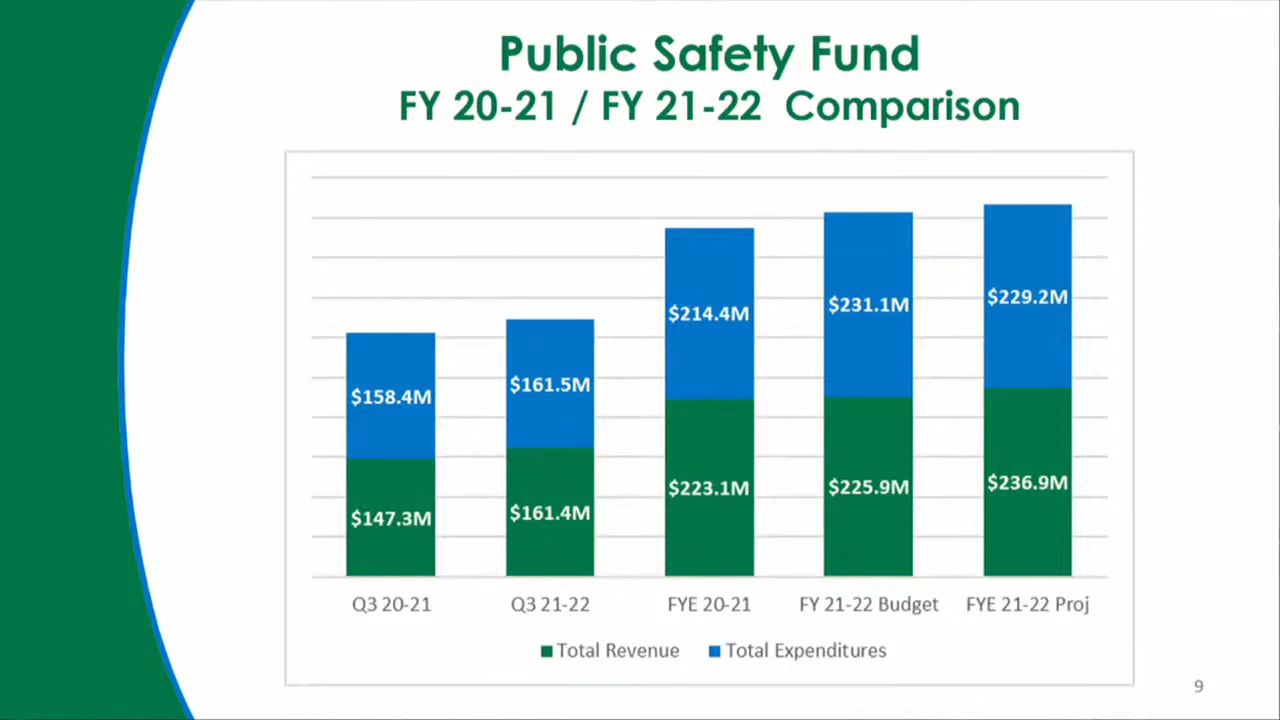 Public Safety Fund
FY 20-21 / FY 21-22 Comparison
$158.4M
$147.3M
$161.5M
$161.4M
$214.4M
$223.1M
$231.1M
$225.9M
$229.2M
$236.9M
Q3 20-21
Q3 21-22
FYE 20-21
FY 21-22 Budget
FYE 21-22 Proj
Total Revenue
Total Expenditures
9